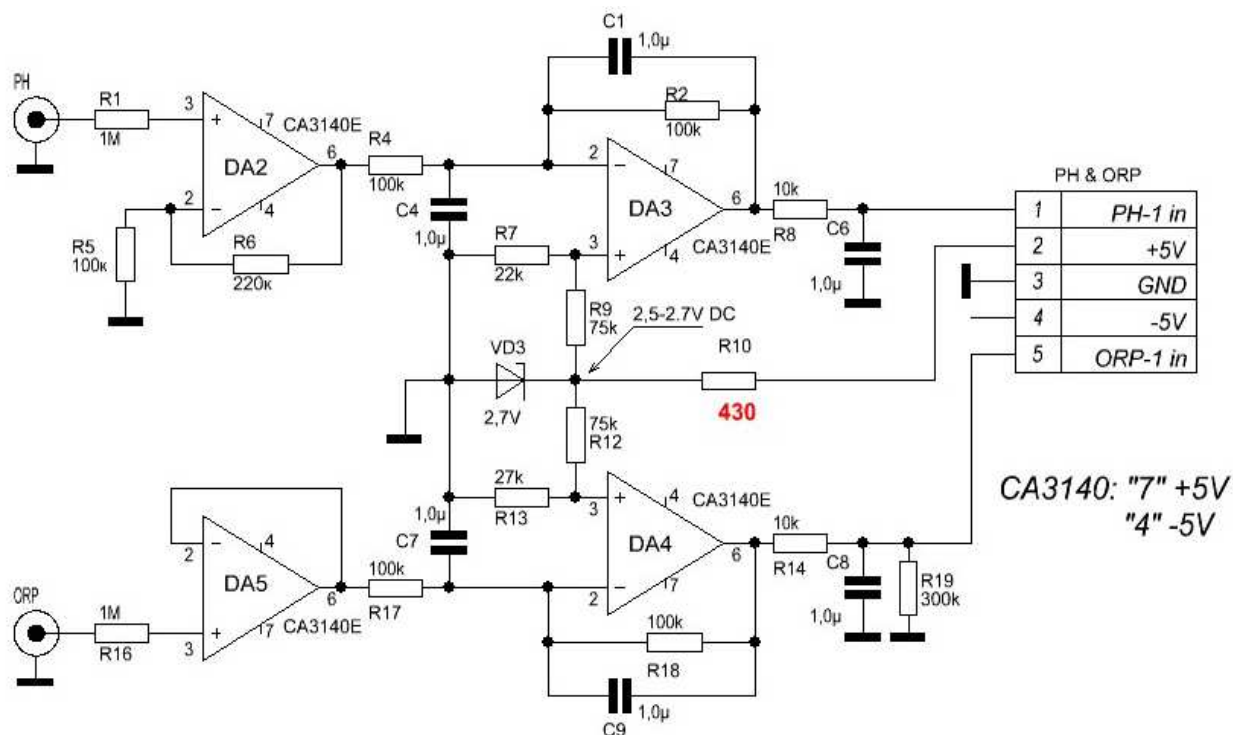 C1
1,0µ
PH
R1
1M
3
+
7
CA3140E
DA2
6
2
−
4
R4
100k
R2
100k
R5
100к
R6
220к
C4
1,0µ
2
−
7
DA3
6
3
+
4
CA3140E
R7
22k
10k
R8
C6
1,0µ
PH & ORP
1 PH-1 in
2 +5V
3 GND
4 -5V
5 ORP-1 in
R9
75k
2,5-2.7V DC
VD3
2,7V
R10
430
75k
R12
27k
R13
1,0µ
C7
+
3
4
CA3140E
DA4
6
−
2
7
10k
R14
C8
1,0µ
R19
300k
CA3140: "7" +5V
"4" -5V
2
−
4
DA5
6
CA3140E
7
+
3
ORP
1M
R16
100k
R17
100k
R18
C9
1,0µ